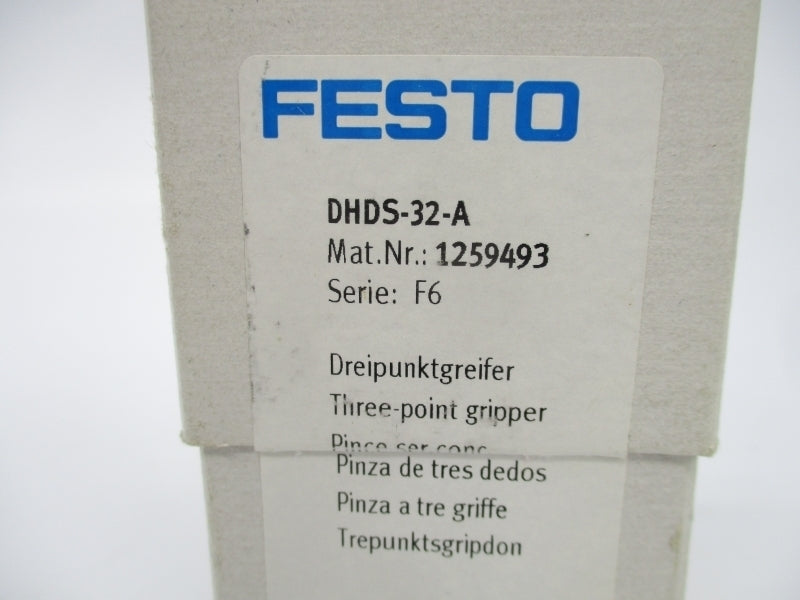 FESTO
DHDS-32-A
Mat.Nr.: 1259493
Serie: F6
Dreipunktgreifer
Three-point gripper
Pince
Pinza de tres dedos
Pinza a tre griffe
Trepunktsgripdon